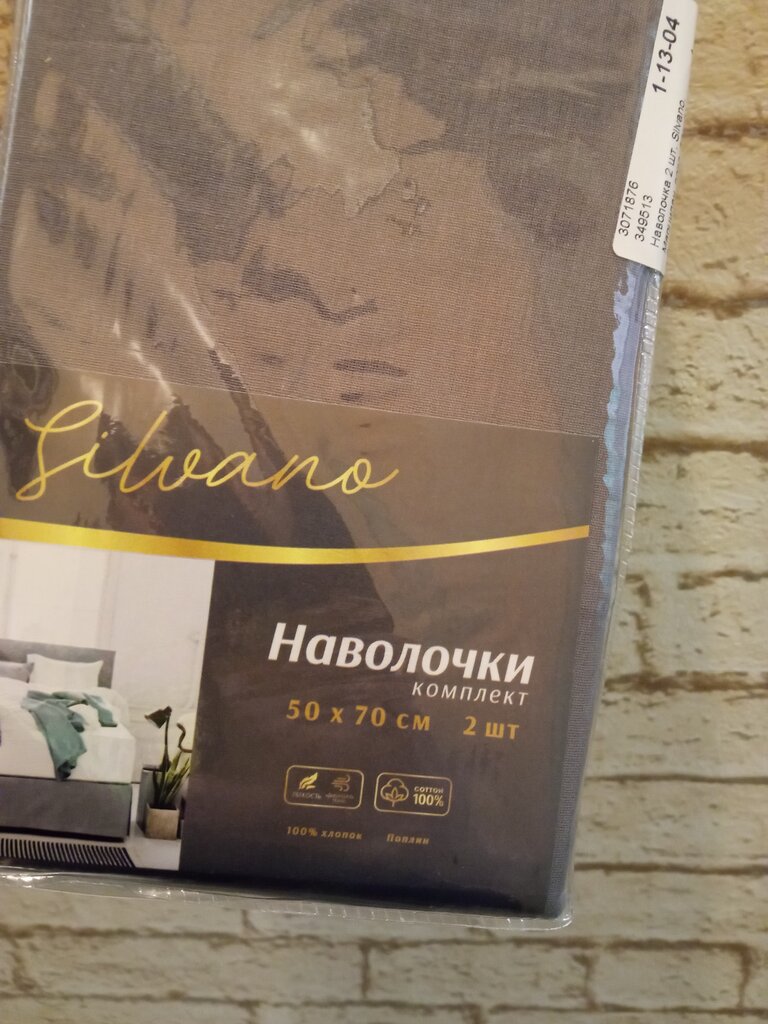 1-13-04
3071876
349513
Наволочка 2 шт. Silvano
Silvano
Наволочки
комплект
50 х 70 см 2 шт
ЛЕГКОСТЬ
COTTON
100%
100% хлопок Поплин